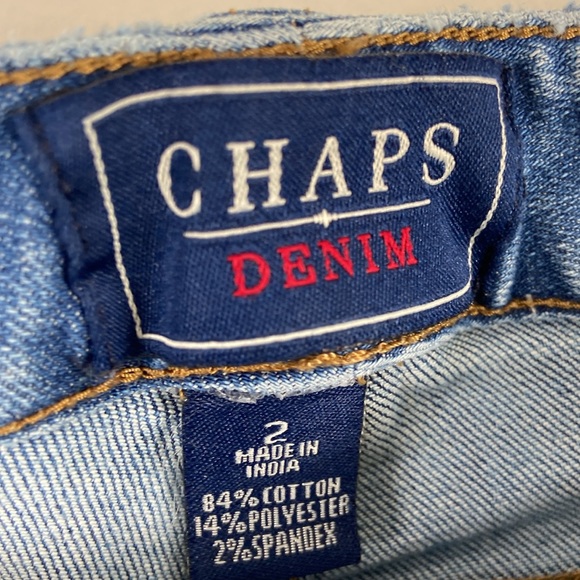 CHAPS
DENIM
2
MADE IN
INDIA
84% COTTON
14% POLYESTER
2% SPANDEX